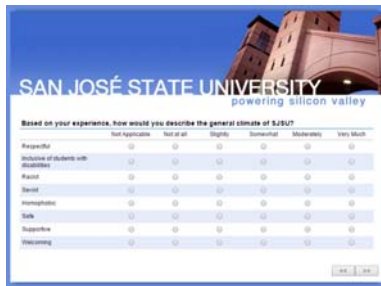 SAN JOSÉ STATE UNIVERSITY
powering silicon valley
Based on your experience, how would you describe the general climate of SJSU?
Not Applicable Not at all Slightly Somewhat Moderately Very Much
Respectful
Inclusive of students with
disabilities
Racist
Sexist
Homophobic
Safe
Supportive
Welcoming
<< >>